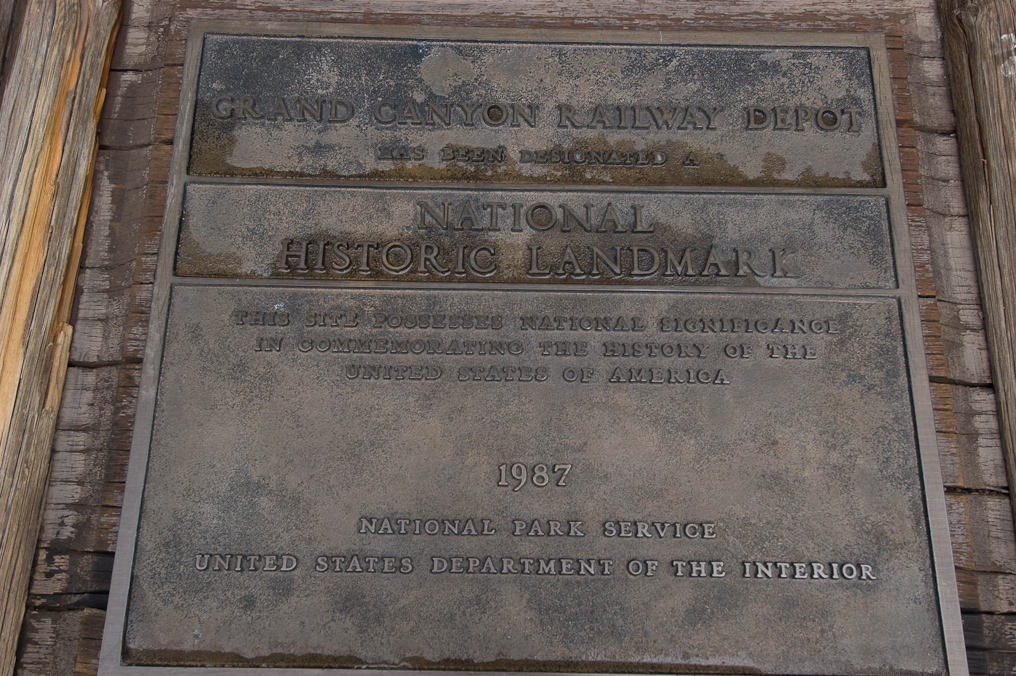 GRAND CANYON RAILWAY DEPOT
HAS BEEN DESIGNATED A
NATIONAL
HISTORIC LANDMARK
THIS SITE POSSESSES NATIONAL SIGNIFICANCE
IN COMMEMORATING THE HISTORY OF THE
UNITED STATES OF AMERICA
1987
NATIONAL PARK SERVICE
UNITED STATES DEPARTMENT OF THE INTERIOR